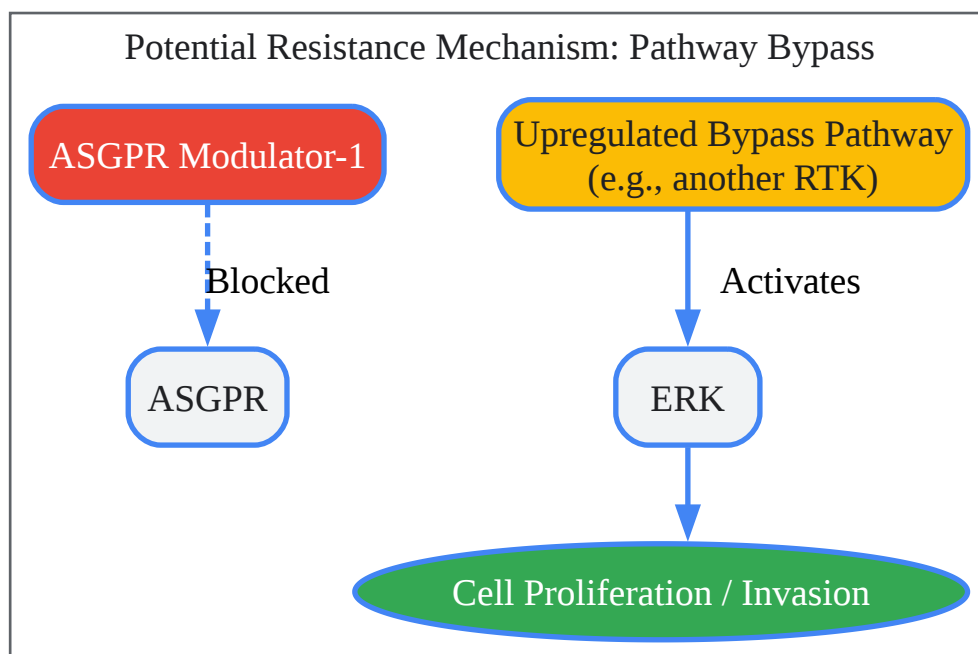 Potential Resistance Mechanism: Pathway Bypass
ASGPR Modulator-1
Upregulated Bypass Pathway
(e.g., another RTK)
Blocked
Activates
ASGPR
ERK
Cell Proliferation / Invasion